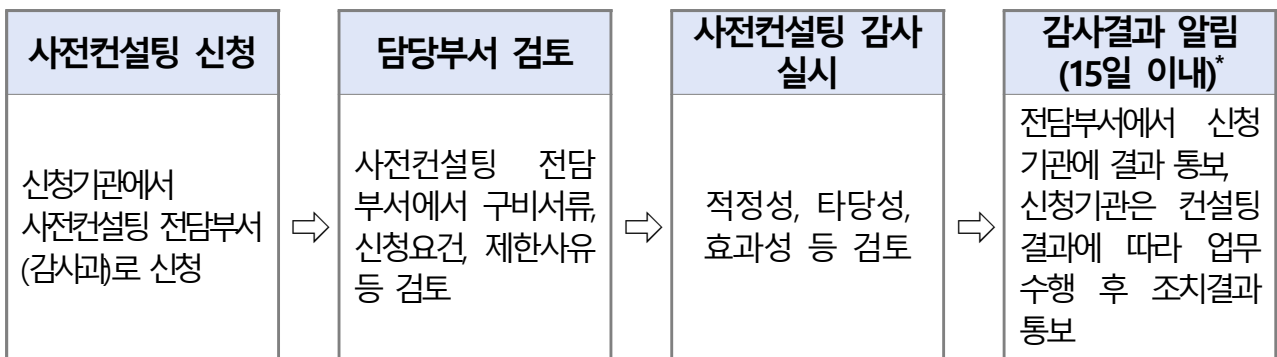 사전컨설팅 신청
신청기관에서
사전컨설팅 전담부서
(감사과)로 신청
⇨
담당부서 검토
사전컨설팅 전담
부서에서 구비서류,
신청요건, 제한사유
등 검토
⇨
사전컨설팅 감사
실시
적정성, 타당성,
효과성 등 검토
⇨
감사결과 알림
(15일 이내)*
전담부서에서 신청
기관에 결과 통보,
신청기관은 컨설팅
결과에 따라 업무
수행 후 조치결과
통보